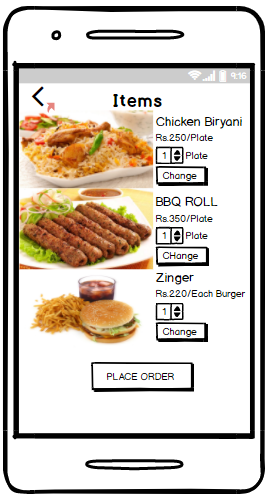 9:16
Items
Chicken Biryani
Rs.250/Plate
1 Plate
Change
BBQ ROLL
Rs.350/Plate
1 Plate
CHange
Zinger
Rs.220/Each Burger
1
Change
PLACE ORDER